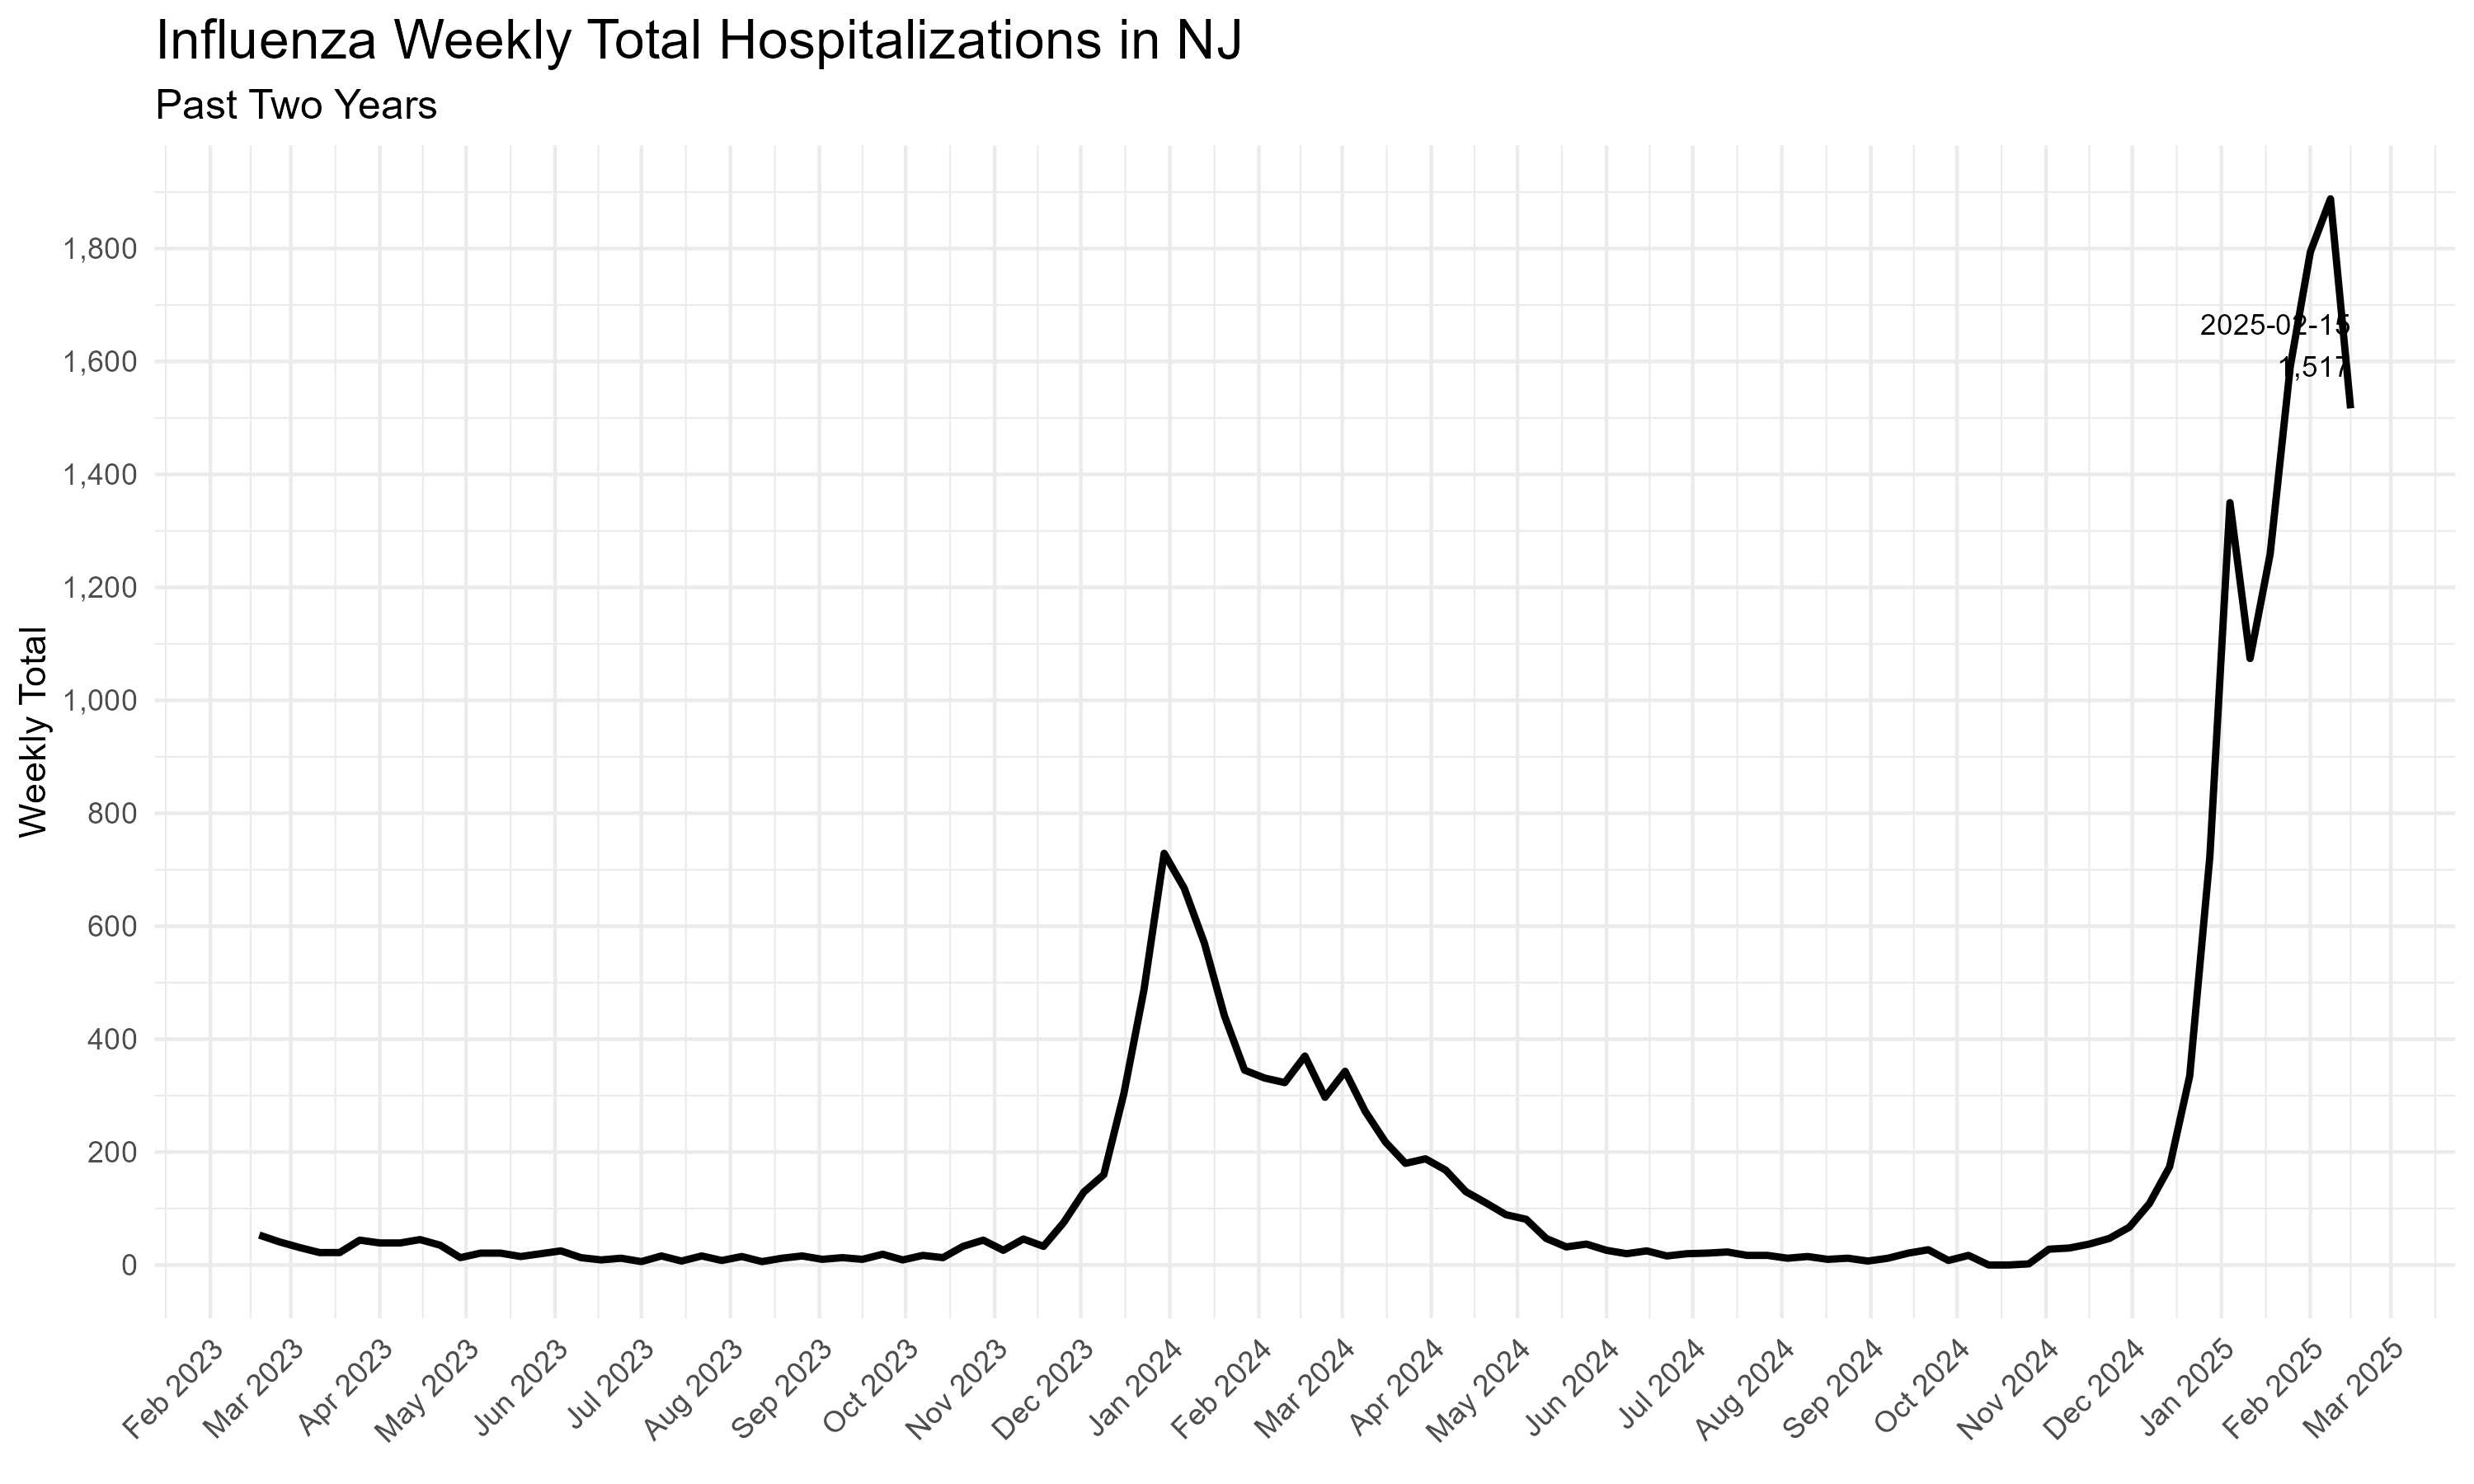 Influenza Weekly Total Hospitalizations in NJ
Past Two Years
Weekly Total
1,800
1,600
1,400
1,200
1,000
800
600
400
200
0
2025-02-15
1,517
Feb 2023
Mar 2023
Apr 2023
May 2023
Jun 2023
Jul 2023
Aug 2023
Sep 2023
Oct 2023
Nov 2023
Dec 2023
Jan 2024
Feb 2024
Mar 2024
Apr 2024
May 2024
Jun 2024
Jul 2024
Aug 2024
Sep 2024
Oct 2024
Nov 2024
Dec 2024
Jan 2025
Feb 2025
Mar 2025